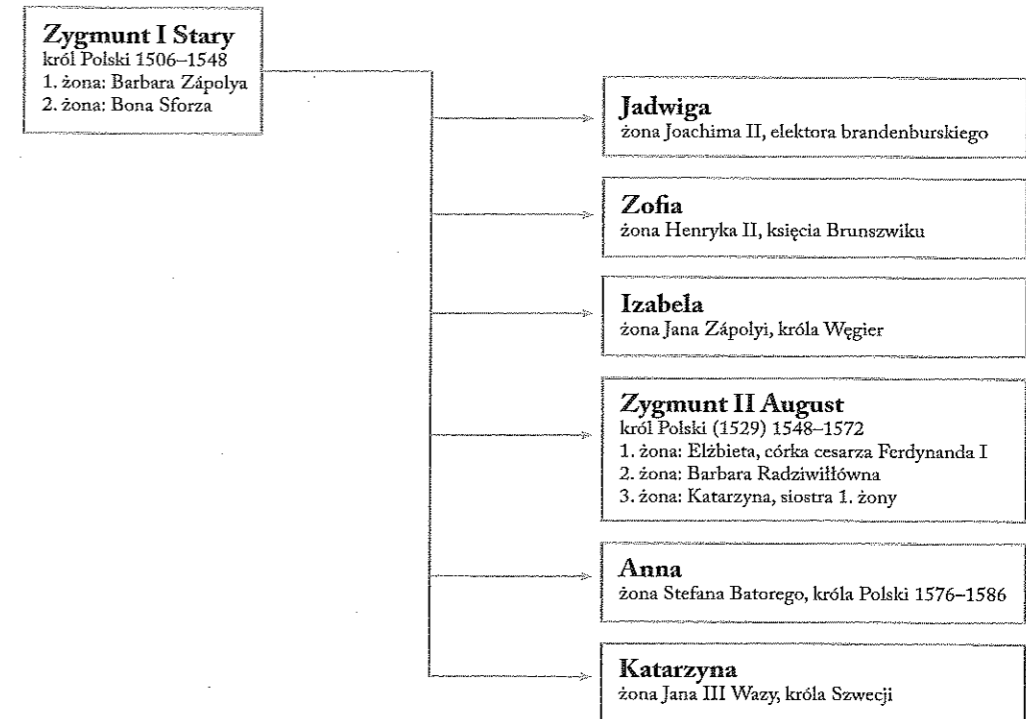 Zygmunt I Stary
król Polski 1506–1548
1. żona: Barbara Zápolya
2. żona: Bona Sforza
Jadwiga
żona Joachima II, elektora brandenburskiego
Zofia
żona Henryka II, księcia Brunszwiku
Izabela
żona Jana Zápolyi, króla Węgier
Zygmunt II August
król Polski (1529) 1548–1572
1. żona: Elżbieta, córka cesarza Ferdynanda I
2. żona: Barbara Radziwiłłówna
3. żona: Katarzyna, siostra 1. żony
Anna
żona Stefana Batorego, króla Polski 1576–1586
Katarzyna
żona Jana III Wazy, króla Szwecji